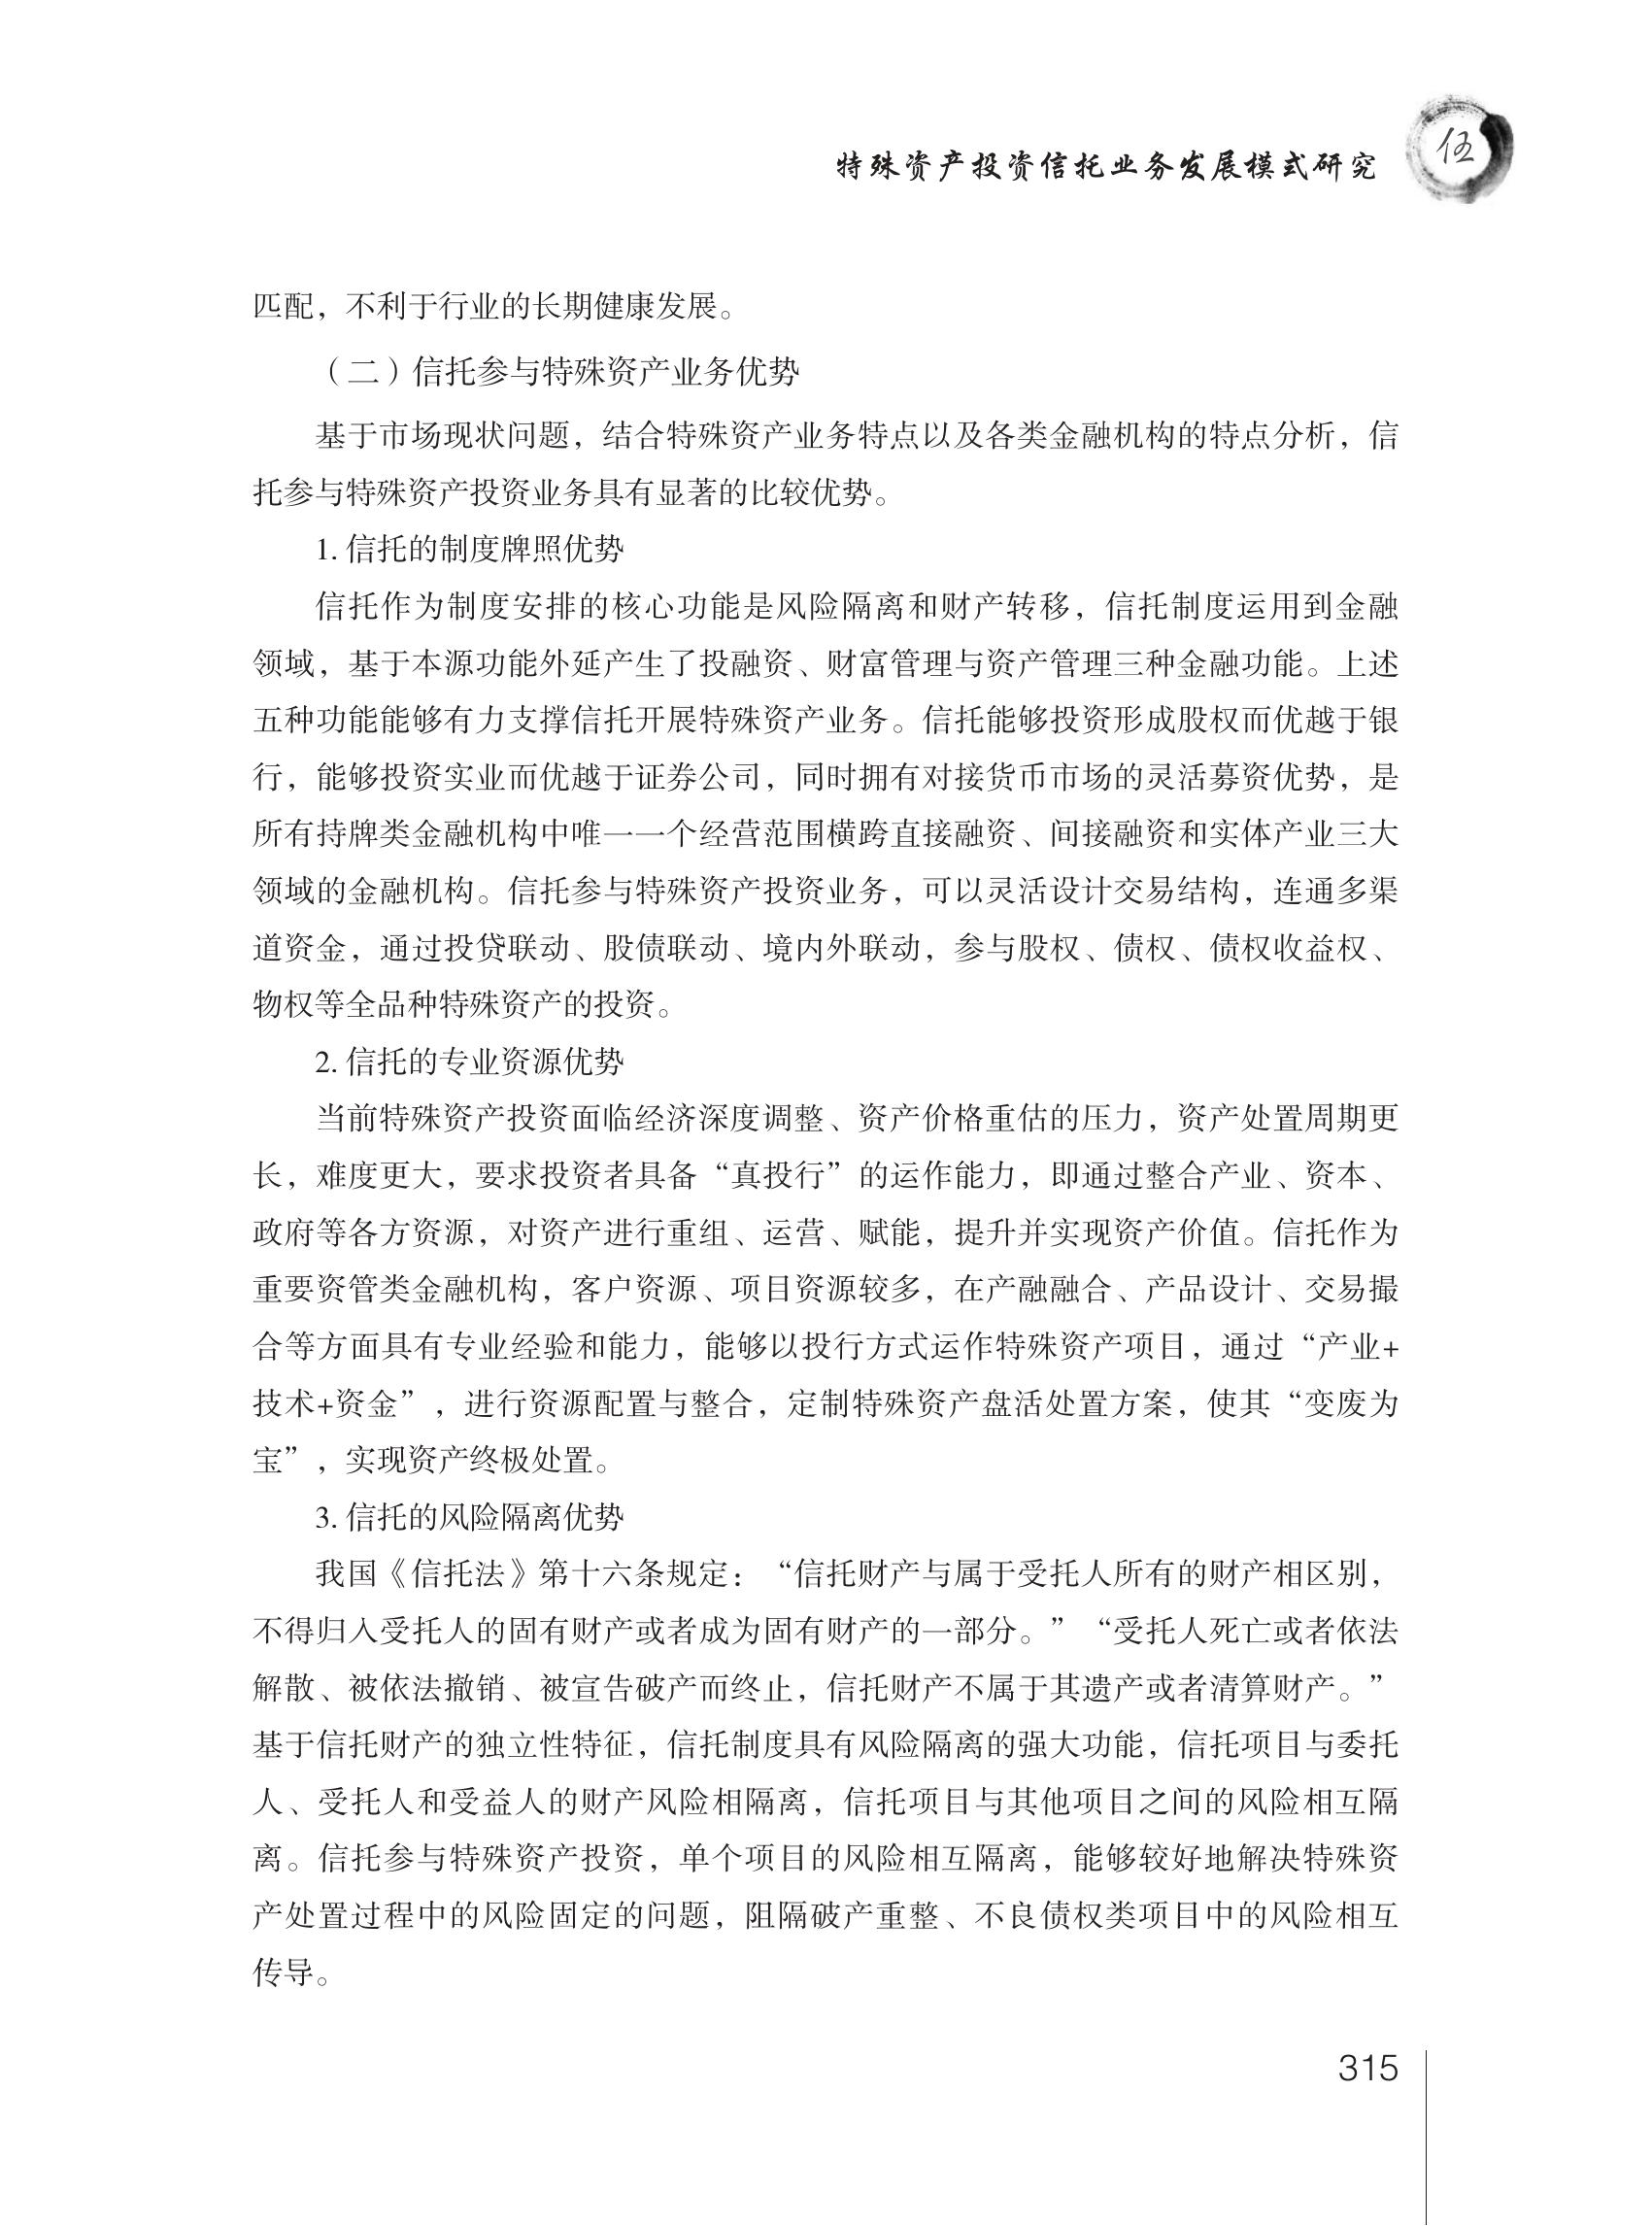 特殊资产投资信托业务发展模式研究
伍
匹配，不利于行业的长期健康发展。
（二）信托参与特殊资产业务优势
基于市场现状问题，结合特殊资产业务特点以及各类金融机构的特点分析，信
托参与特殊资产投资业务具有显著的比较优势。
1. 信托的制度牌照优势
信托作为制度安排的核心功能是风险隔离和财产转移，信托制度运用到金融
领域，基于本源功能外延产生了投融资、财富管理与资产管理三种金融功能。上述
五种功能能够有力支撑信托开展特殊资产业务。信托能够投资形成股权而优越于银
行，能够投资实业而优越于证券公司，同时拥有对接货币市场的灵活募资优势，是
所有持牌类金融机构中唯一一个经营范围横跨直接融资、间接融资和实体产业三大
领域的金融机构。信托参与特殊资产投资业务，可以灵活设计交易结构，连通多渠
道资金，通过投贷联动、股债联动、境内外联动，参与股权、债权、债权收益权、
物权等全品种特殊资产的投资。
2. 信托的专业资源优势
当前特殊资产投资面临经济深度调整、资产价格重估的压力，资产处置周期更
长，难度更大，要求投资者具备“真投行”的运作能力，即通过整合产业、资本、
政府等各方资源，对资产进行重组、运营、赋能，提升并实现资产价值。信托作为
重要资管类金融机构，客户资源、项目资源较多，在产融融合、产品设计、交易撮
合等方面具有专业经验和能力，能够以投行方式运作特殊资产项目，通过“产业+
技术+资金”，进行资源配置与整合，定制特殊资产盘活处置方案，使其“变废为
宝”，实现资产终极处置。
3. 信托的风险隔离优势
我国《信托法》第十六条规定：“信托财产与属于受托人所有的财产相区别，
不得归入受托人的固有财产或者成为固有财产的一部分。”“受托人死亡或者依法
解散、被依法撤销、被宣告破产而终止，信托财产不属于其遗产或者清算财产。”
基于信托财产的独立性特征，信托制度具有风险隔离的强大功能，信托项目与委托
人、受托人和受益人的财产风险相隔离，信托项目与其他项目之间的风险相互隔
离。信托参与特殊资产投资，单个项目的风险相互隔离，能够较好地解决特殊资
产处置过程中的风险固定的问题，阻隔破产重整、不良债权类项目中的风险相互
传导。
315